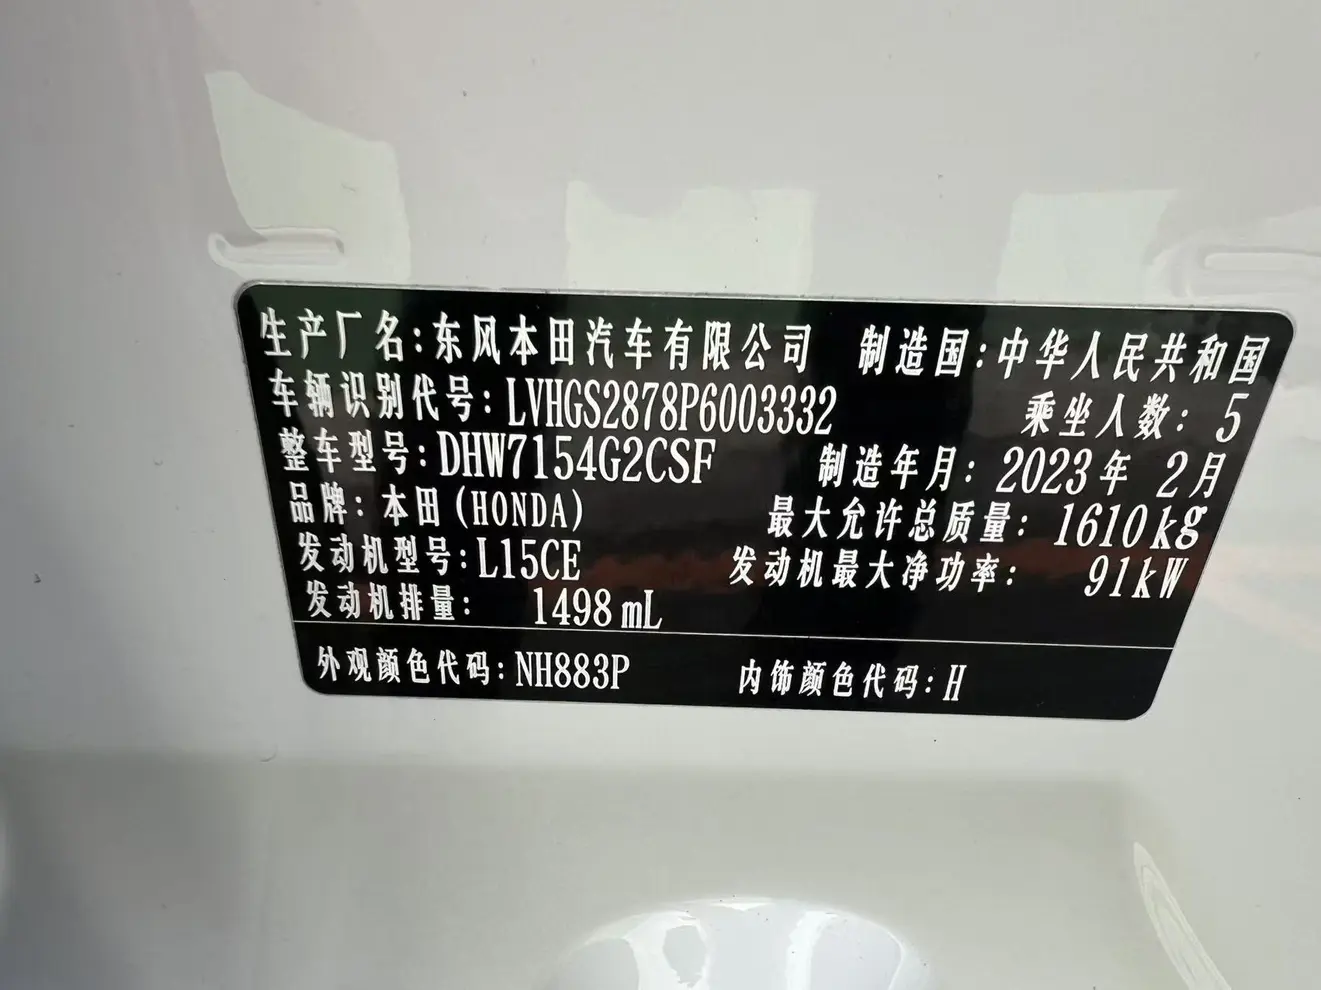 生产厂名:东风本田汽车有限公司 制造国:中华人民共和国
车辆识别代号:LVHGS2878P6003332 乘坐人数:5
整车型号:DHW7154G2CSF 制造年月:2023年 2月
品牌:本田(HONDA) 最大允许总质量:1610kg
发动机型号:L15CE 发动机最大净功率: 91kW
发动机排量: 1498mL
外观颜色代码:NH883P 内饰颜色代码:H